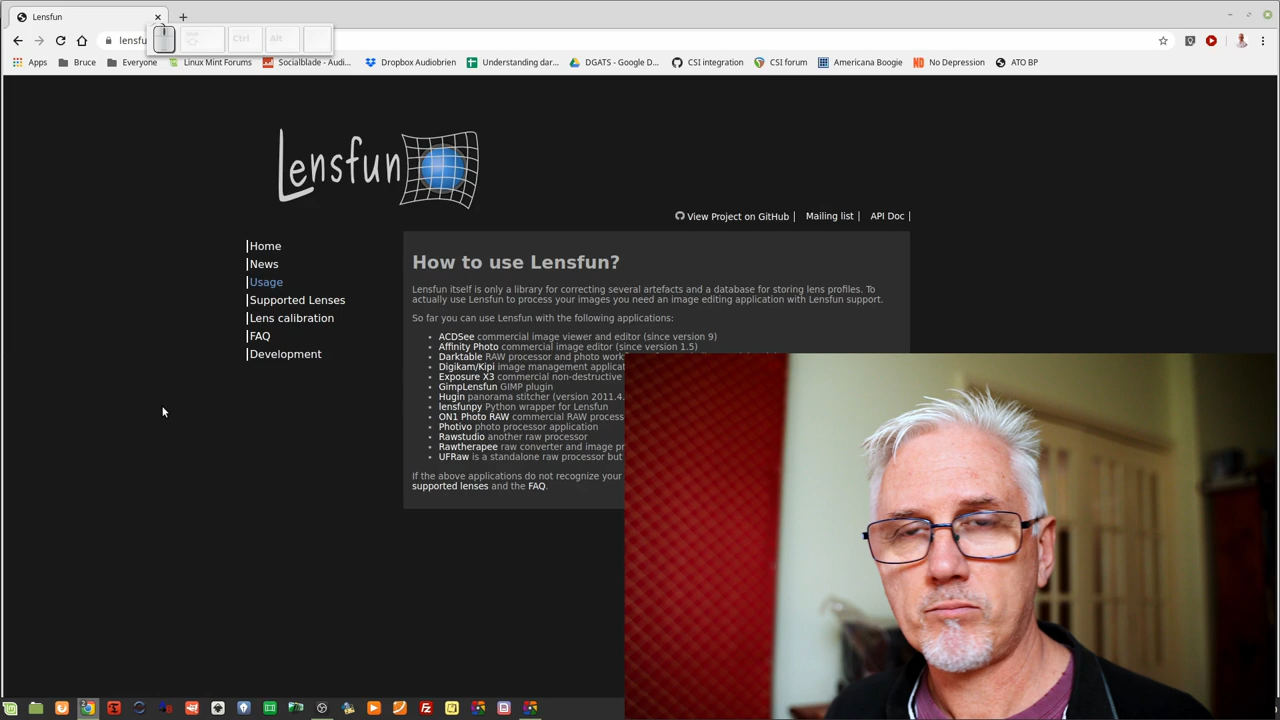 Lensfun
lensfu
Ctrl
Alt
Apps
Bruce
Everyone
Linux Mint Forums
Socialblade - Audi...
Dropbox Audiobrien
Understanding dar...
DGATS - Google D...
CSI integration
CSI forum
Americana Boogie
No Depression
ATO BP
Lensfun
View Project on GitHub |
Mailing list |
API Doc |
Home
News
Usage
Supported Lenses
Lens calibration
FAQ
Development
How to use Lensfun?
Lensfun itself is only a library for correcting several artefacts and a database for storing lens profiles. To
actually use Lensfun to process your images you need an image editing application with Lensfun support.
So far you can use Lensfun with the following applications:
ACDSee commercial image viewer and editor (since version 9)
Affinity Photo commercial image editor (since version 1.5)
Darktable RAW processor and photo work
Digikam/Kipi image management applicat
Exposure X3 commercial non-destructive
GimpLensfun GIMP plugin
Hugin panorama stitcher (version 2011.4.
lensfunpy Python wrapper for Lensfun
ON1 Photo RAW commercial RAW process
Photivo photo processor application
Rawstudio another raw processor
Rawtherapee raw converter and image pr
UFRaw is a standalone raw processor but
If the above applications do not recognize your
supported lenses and the FAQ.